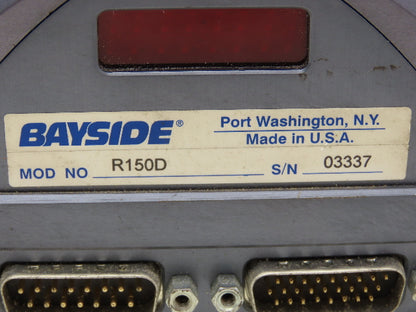 BAYSIDE®
Port Washington, N.Y.
Made in U.S.A.
MOD NO R150D S/N 03337